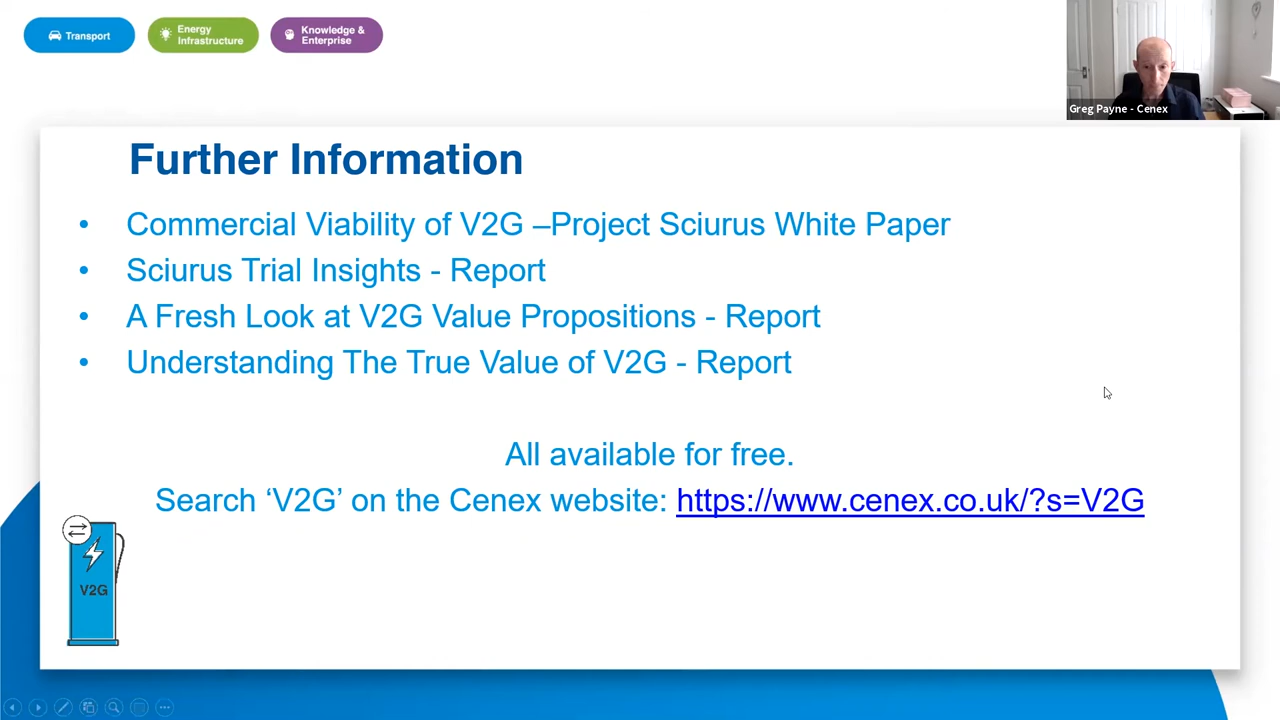 Transport
Energy
Infrastructure
Knowledge &
Enterprise
Greg Payne - Cenex
Further Information
• Commercial Viability of V2G –Project Sciurus White Paper
• Sciurus Trial Insights - Report
• A Fresh Look at V2G Value Propositions - Report
• Understanding The True Value of V2G - Report
All available for free.
Search ‘V2G’ on the Cenex website: https://www.cenex.co.uk/?s=V2G
V2G